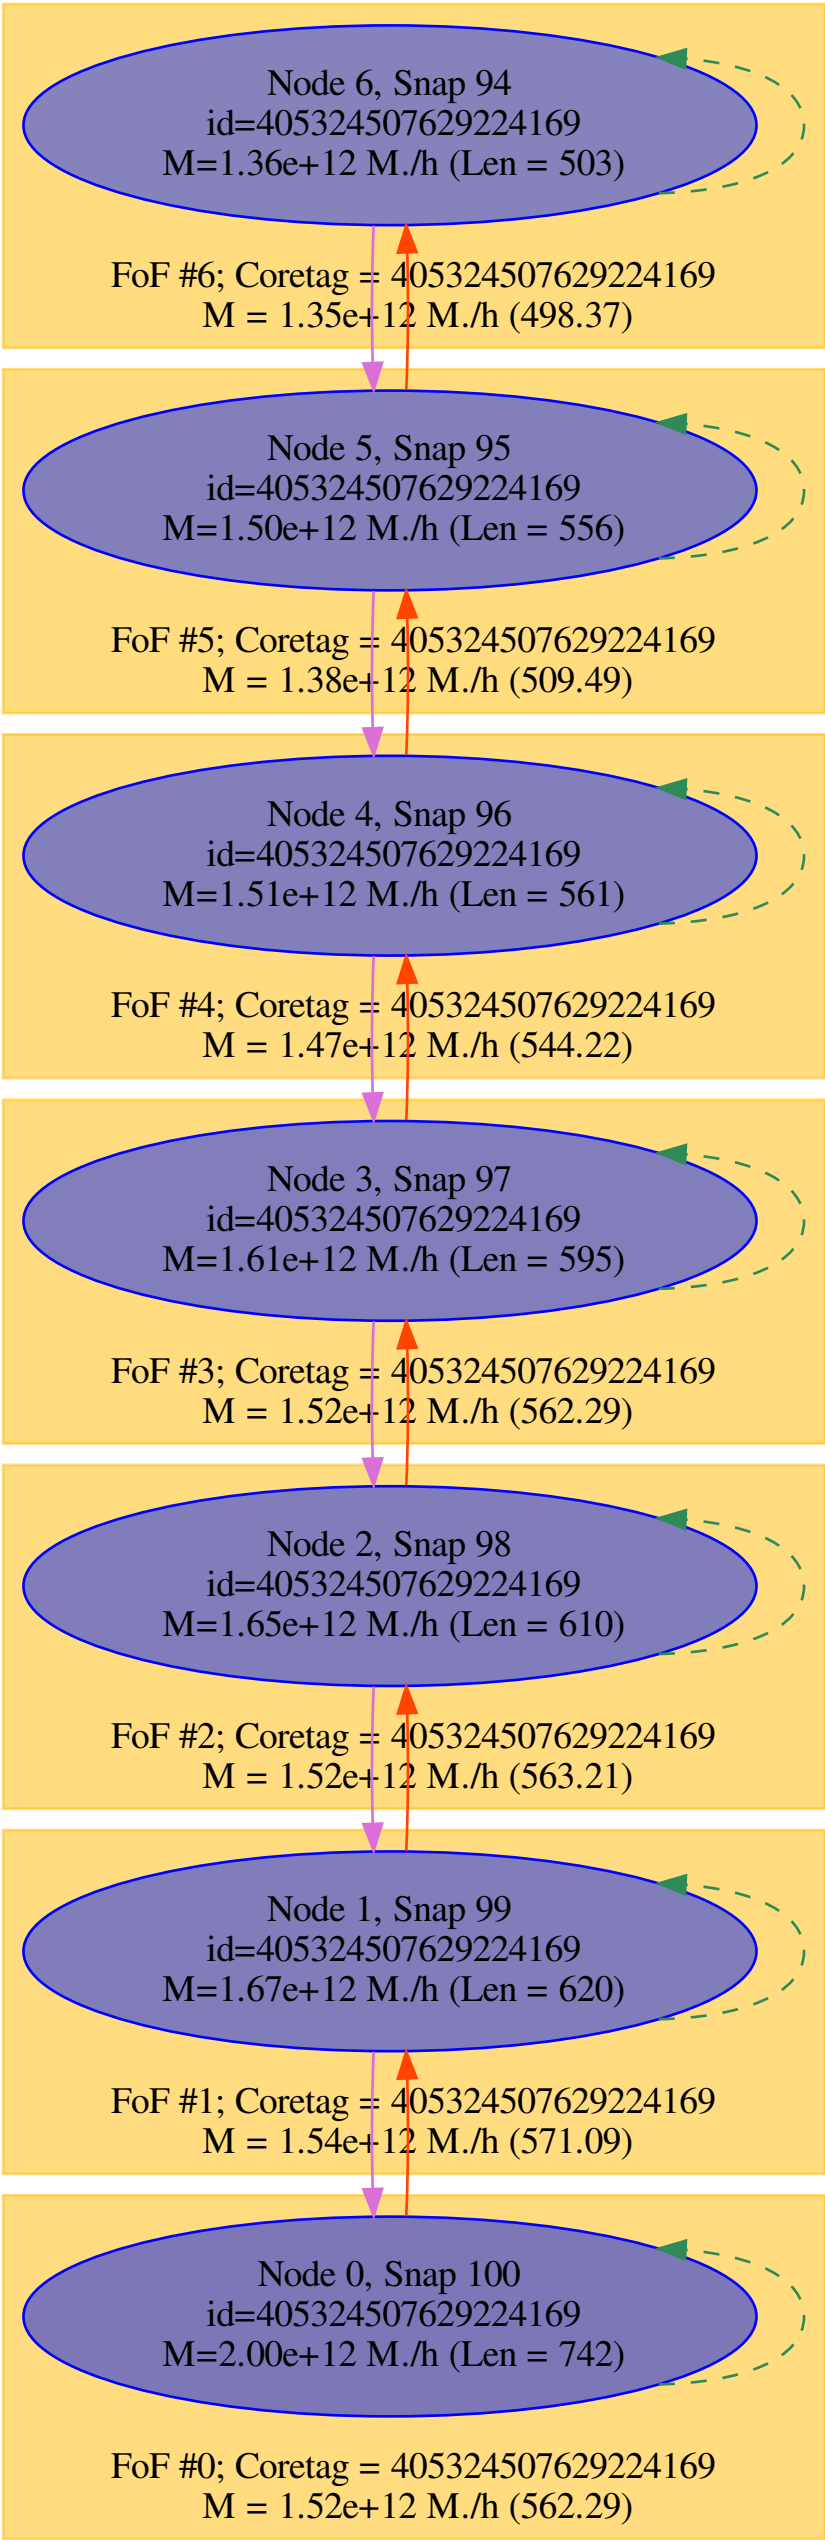 Node 6, Snap 94
id=405324507629224169
M=1.36e+12 M./h (Len = 503)
FoF #6; Coretag = 405324507629224169
M = 1.35e+12 M./h (498.37)
Node 5, Snap 95
id=405324507629224169
M=1.50e+12 M./h (Len = 556)
FoF #5; Coretag = 405324507629224169
M = 1.38e+12 M./h (509.49)
Node 4, Snap 96
id=405324507629224169
M=1.51e+12 M./h (Len = 561)
FoF #4; Coretag = 405324507629224169
M = 1.47e+12 M./h (544.22)
Node 3, Snap 97
id=405324507629224169
M=1.61e+12 M./h (Len = 595)
FoF #3; Coretag = 405324507629224169
M = 1.52e+12 M./h (562.29)
Node 2, Snap 98
id=405324507629224169
M=1.65e+12 M./h (Len = 610)
FoF #2; Coretag = 405324507629224169
M = 1.52e+12 M./h (563.21)
Node 1, Snap 99
id=405324507629224169
M=1.67e+12 M./h (Len = 620)
FoF #1; Coretag = 405324507629224169
M = 1.54e+12 M./h (571.09)
Node 0, Snap 100
id=405324507629224169
M=2.00e+12 M./h (Len = 742)
FoF #0; Coretag = 405324507629224169
M = 1.52e+12 M./h (562.29)